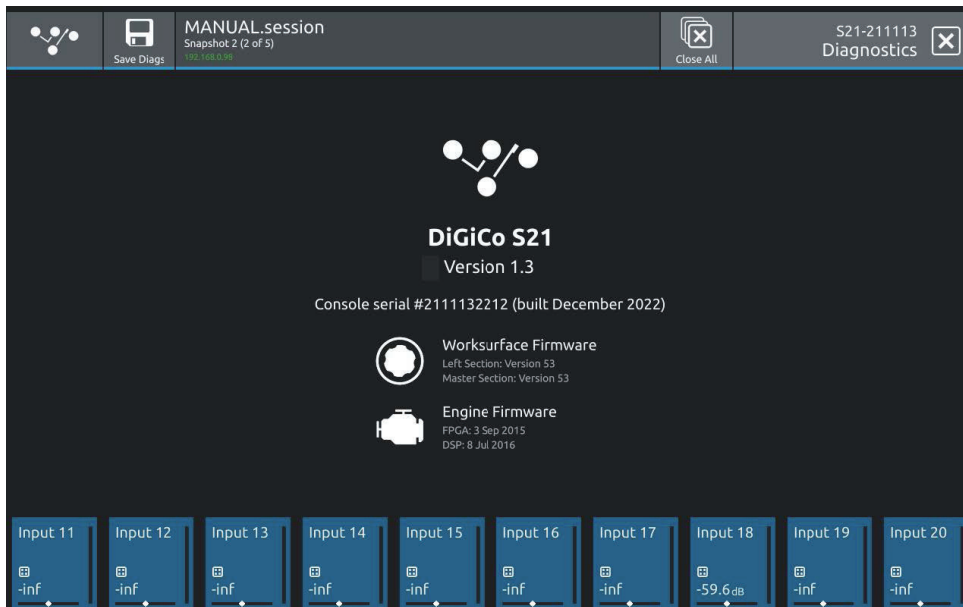 Save Diags
MANUAL.session
Snapshot 2 (2 of 5)
192.168.0.98
Close All
S21-211113
Diagnostics
DiGiCo S21
Version 1.3
Console serial #2111132212 (built December 2022)
Worksurface Firmware
Left Section: Version 53
Master Section: Version 53
Engine Firmware
FPGA: 3 Sep 2015
DSP: 8 Jul 2016
Input 11
-inf
Input 12
-inf
Input 13
-inf
Input 14
-inf
Input 15
-inf
Input 16
-inf
Input 17
-inf
Input 18
-59.6dB
Input 19
-inf
Input 20
-inf